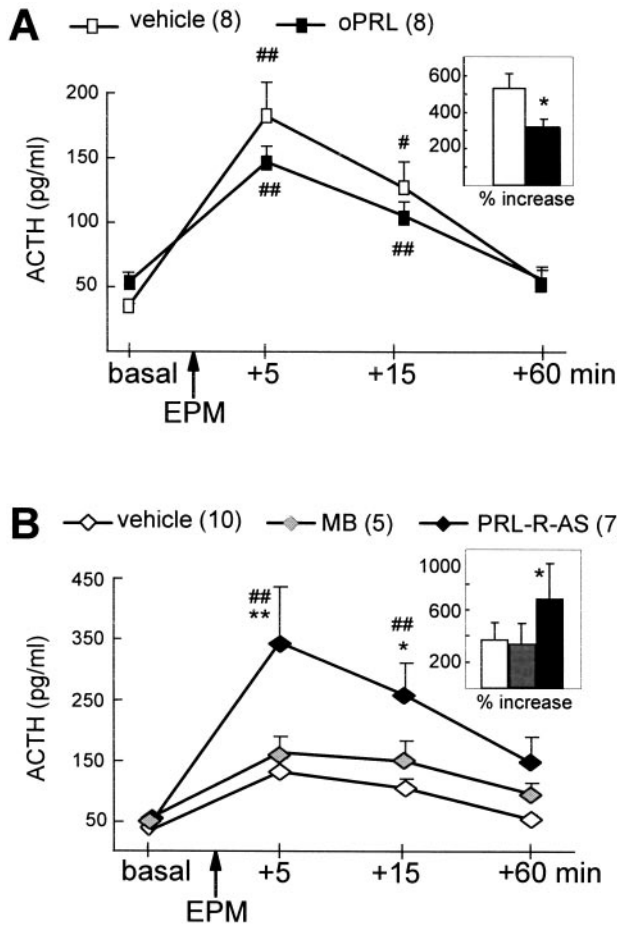 A
vehicle (8) oPRL (8)
##
200
150
100
50
ACTH (pg/ml)
#
##
##
600
400
200
*
% increase
basal +5 +15 +60 min
EPM
B
vehicle (10) MB (5) PRL-R-AS (7
450
350
250
150
50
ACTH (pg/ml)
##
**
##
*
1000
600
200
*
% increase
basal +5 +15 +60 min
EPM